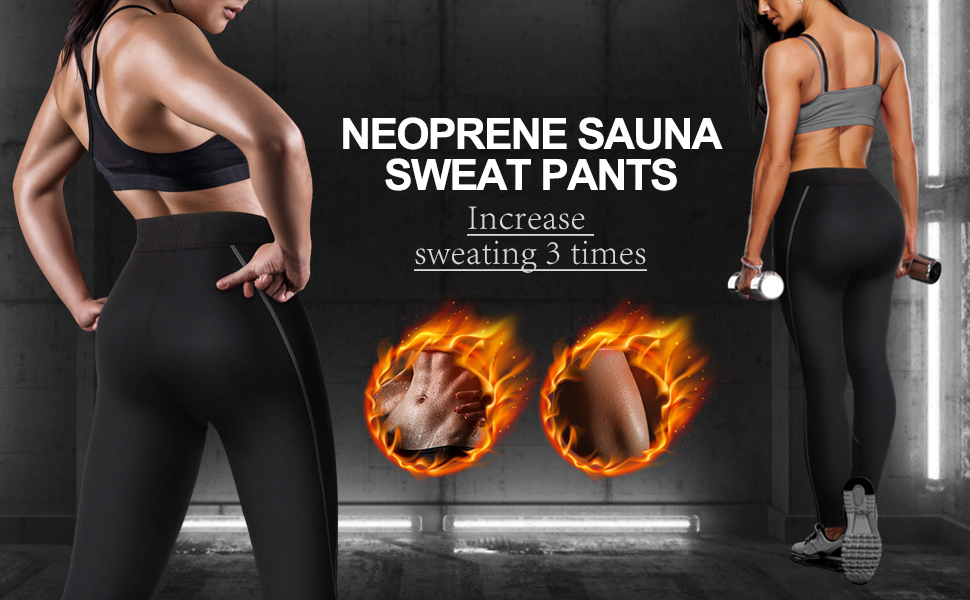 NEOPRENE SAUNA
SWEAT PANTS
Increase
sweating 3 times